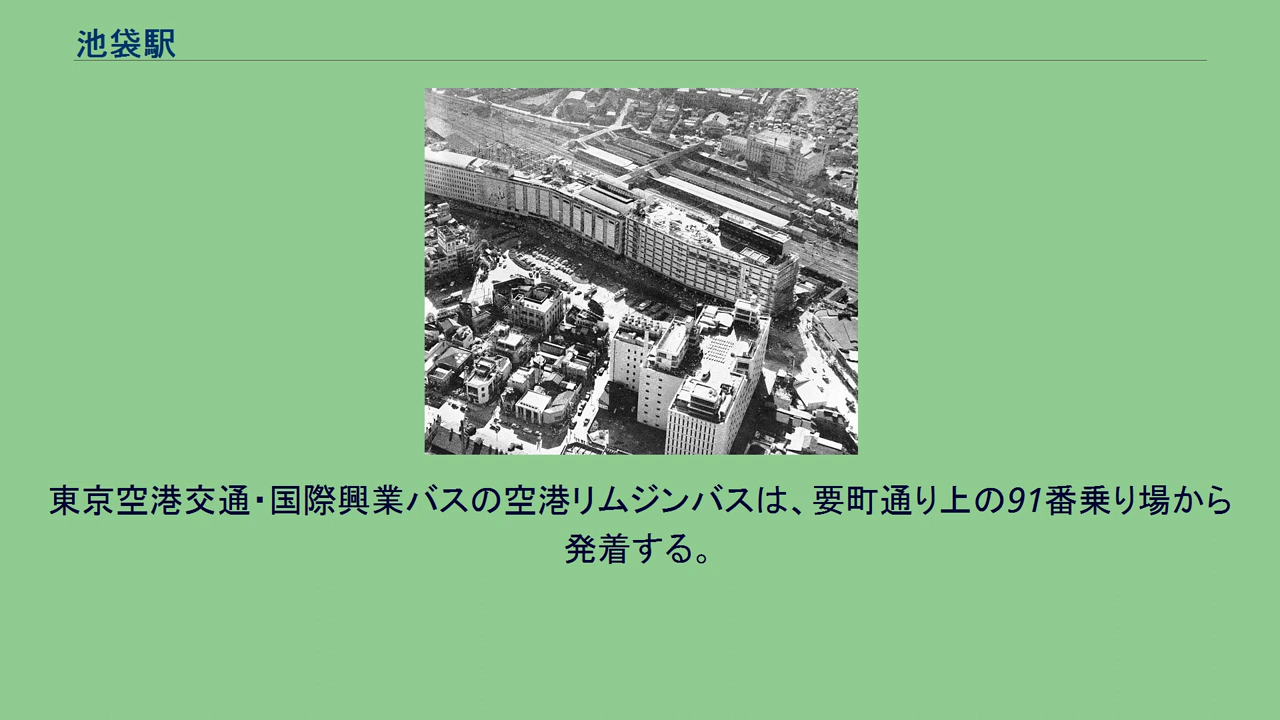 池袋駅
東京空港交通・国際興業バスの空港リムジンバスは、要町通り上の91番乗り場から
発着する。